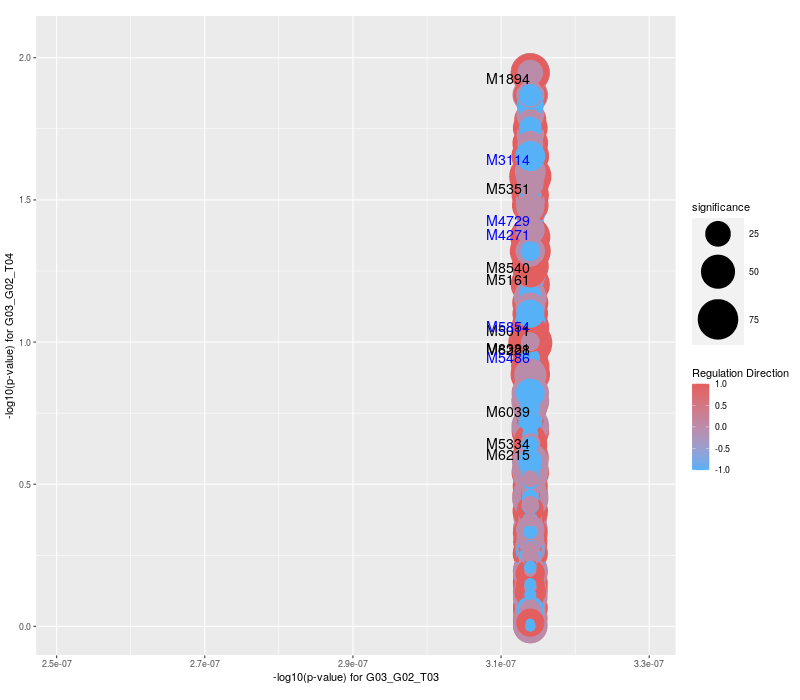 2.0
1.5
1.0
0.5
0.0
-log10(p-value) for G03_G02_T04
M1894
M3114
M5351
M4729
M4271
M8540
M5161
M5854
M5486
M6039
M5334
M6215
2.5e-07 2.7e-07 2.9e-07 3.1e-07 3.3e-07
-log10(p-value) for G03_G02_T03
significance
25
50
75
Regulation Direction
1.0
0.5
0.0
-0.5
-1.0